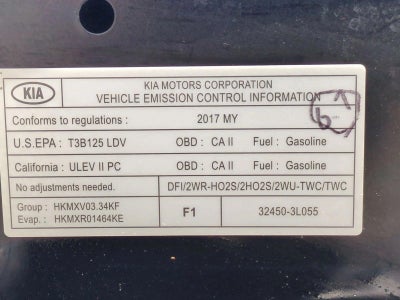 KIA
KIA MOTORS CORPORATION
VEHICLE EMISSION CONTROL INFORMATION
Conforms to regulations : 2017 MY
U.S.EPA : T3B125 LDV OBD : CA II Fuel : Gasoline
California : ULEV II PC OBD : CA II Fuel : Gasoline
No adjustments needed. DFI/2WR-HO2S/2HO2S/2WU-TWC/TWC
Group : HKMXV03.34KF
Evap. : HKMXR01464KE
F1 32450-3L055